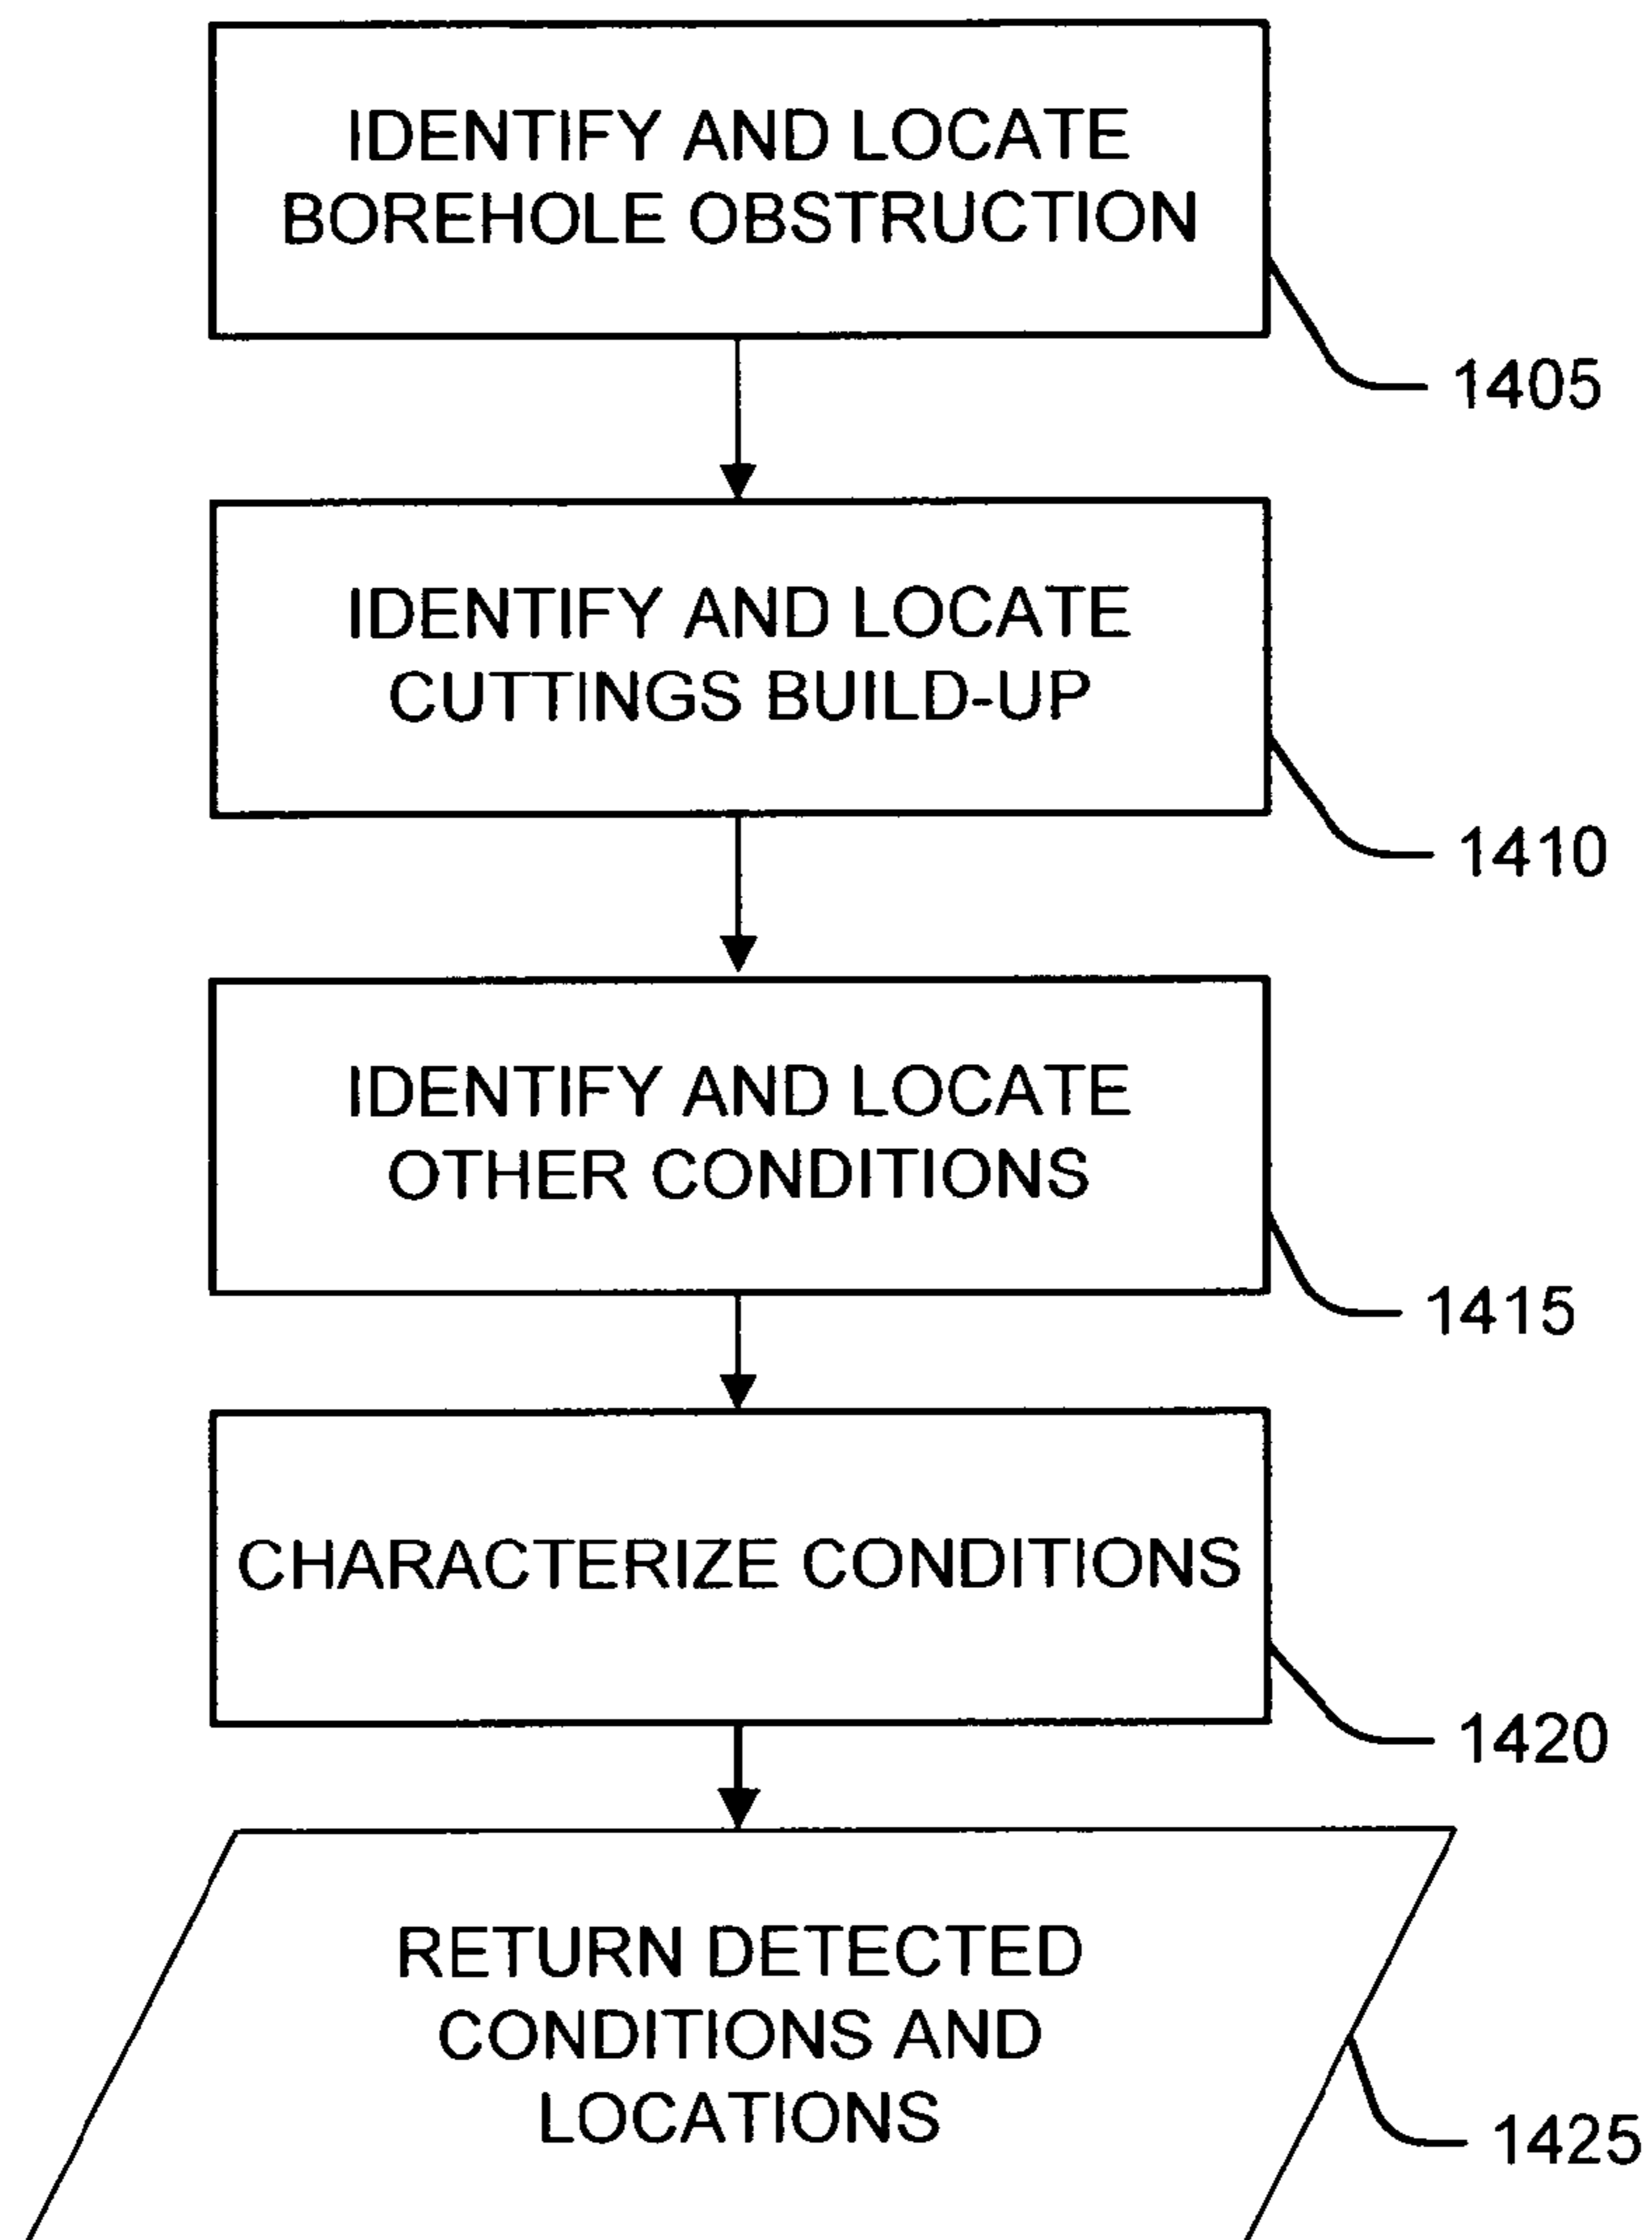 IDENTIFY AND LOCATE
BOREHOLE OBSTRUCTION
1405
IDENTIFY AND LOCATE
CUTTINGS BUILD-UP
1410
IDENTIFY AND LOCATE
OTHER CONDITIONS
1415
CHARACTERIZE CONDITIONS
1420
RETURN DETECTED
CONDITIONS AND
LOCATIONS
1425